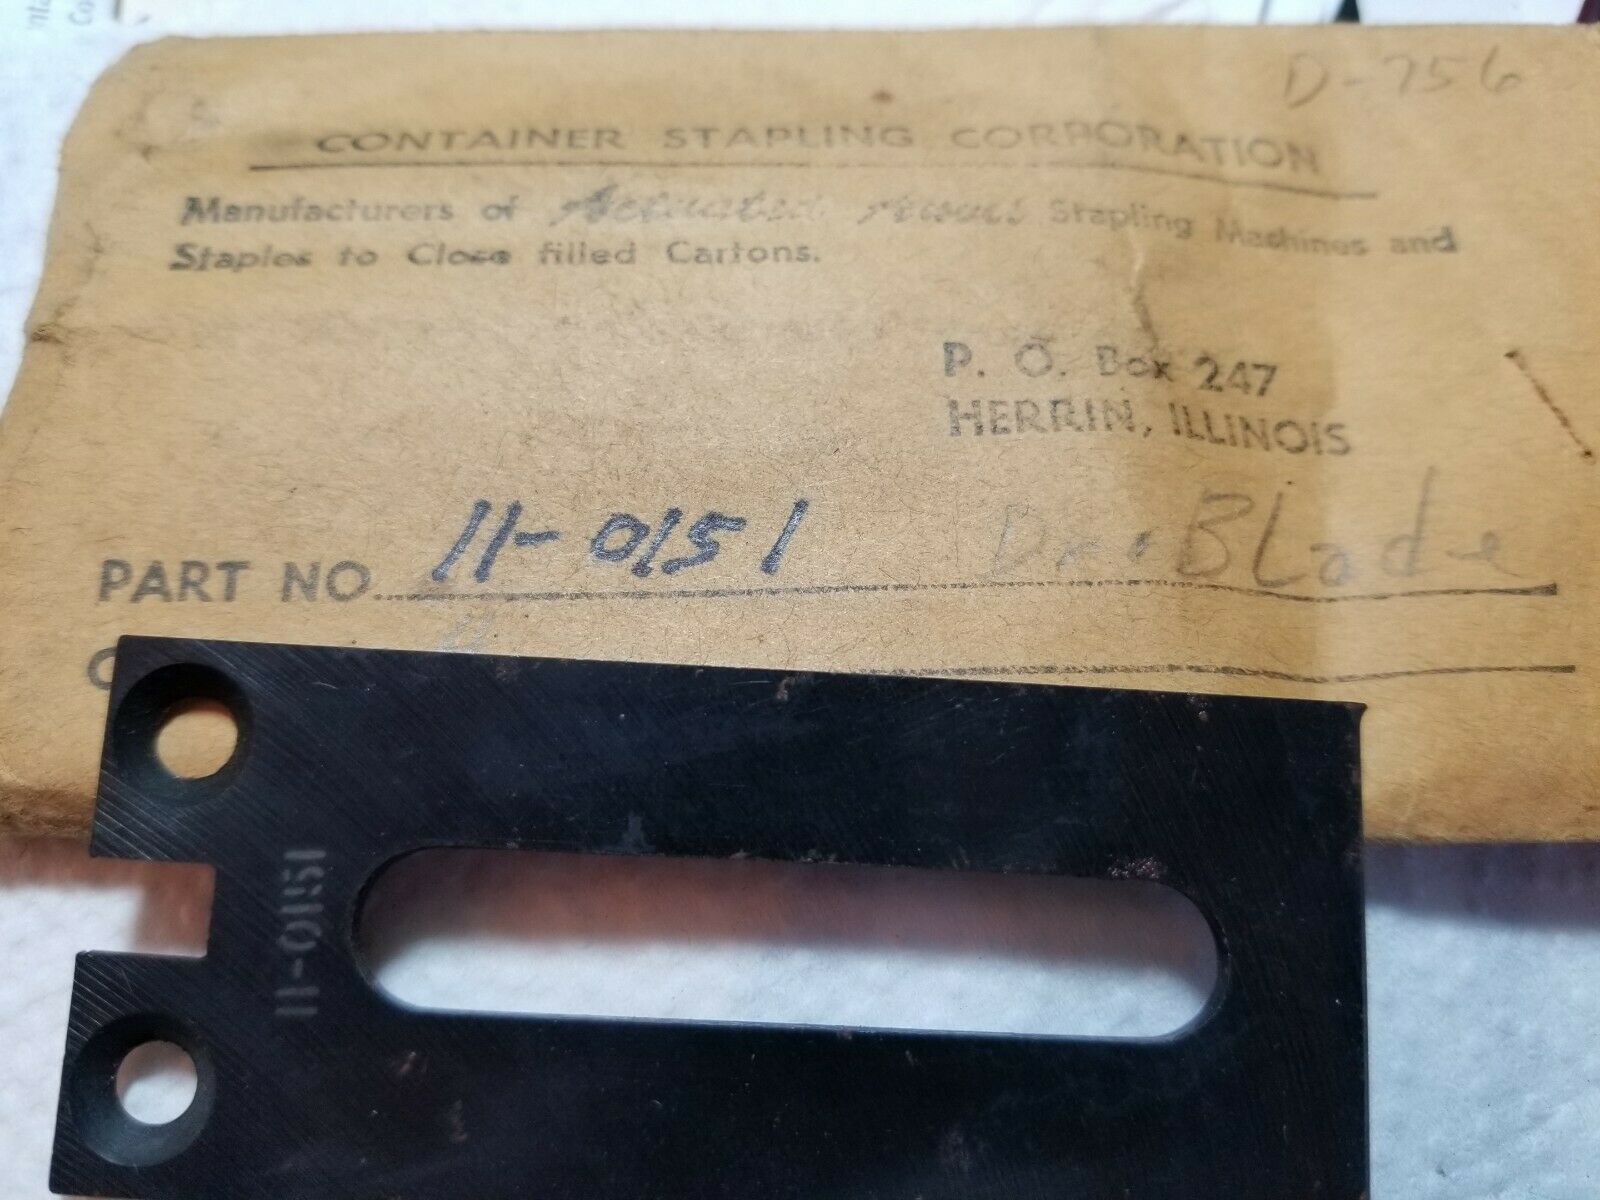 D-756
CONTAINER STAPLING CORPORATION
Manufacturers of Actuated Stapling Machines and
Staples to Close filled Cartons.
P. O. Box 247
HERRIN, ILLINOIS
PART NO. 11-0151 Blade
11-0151